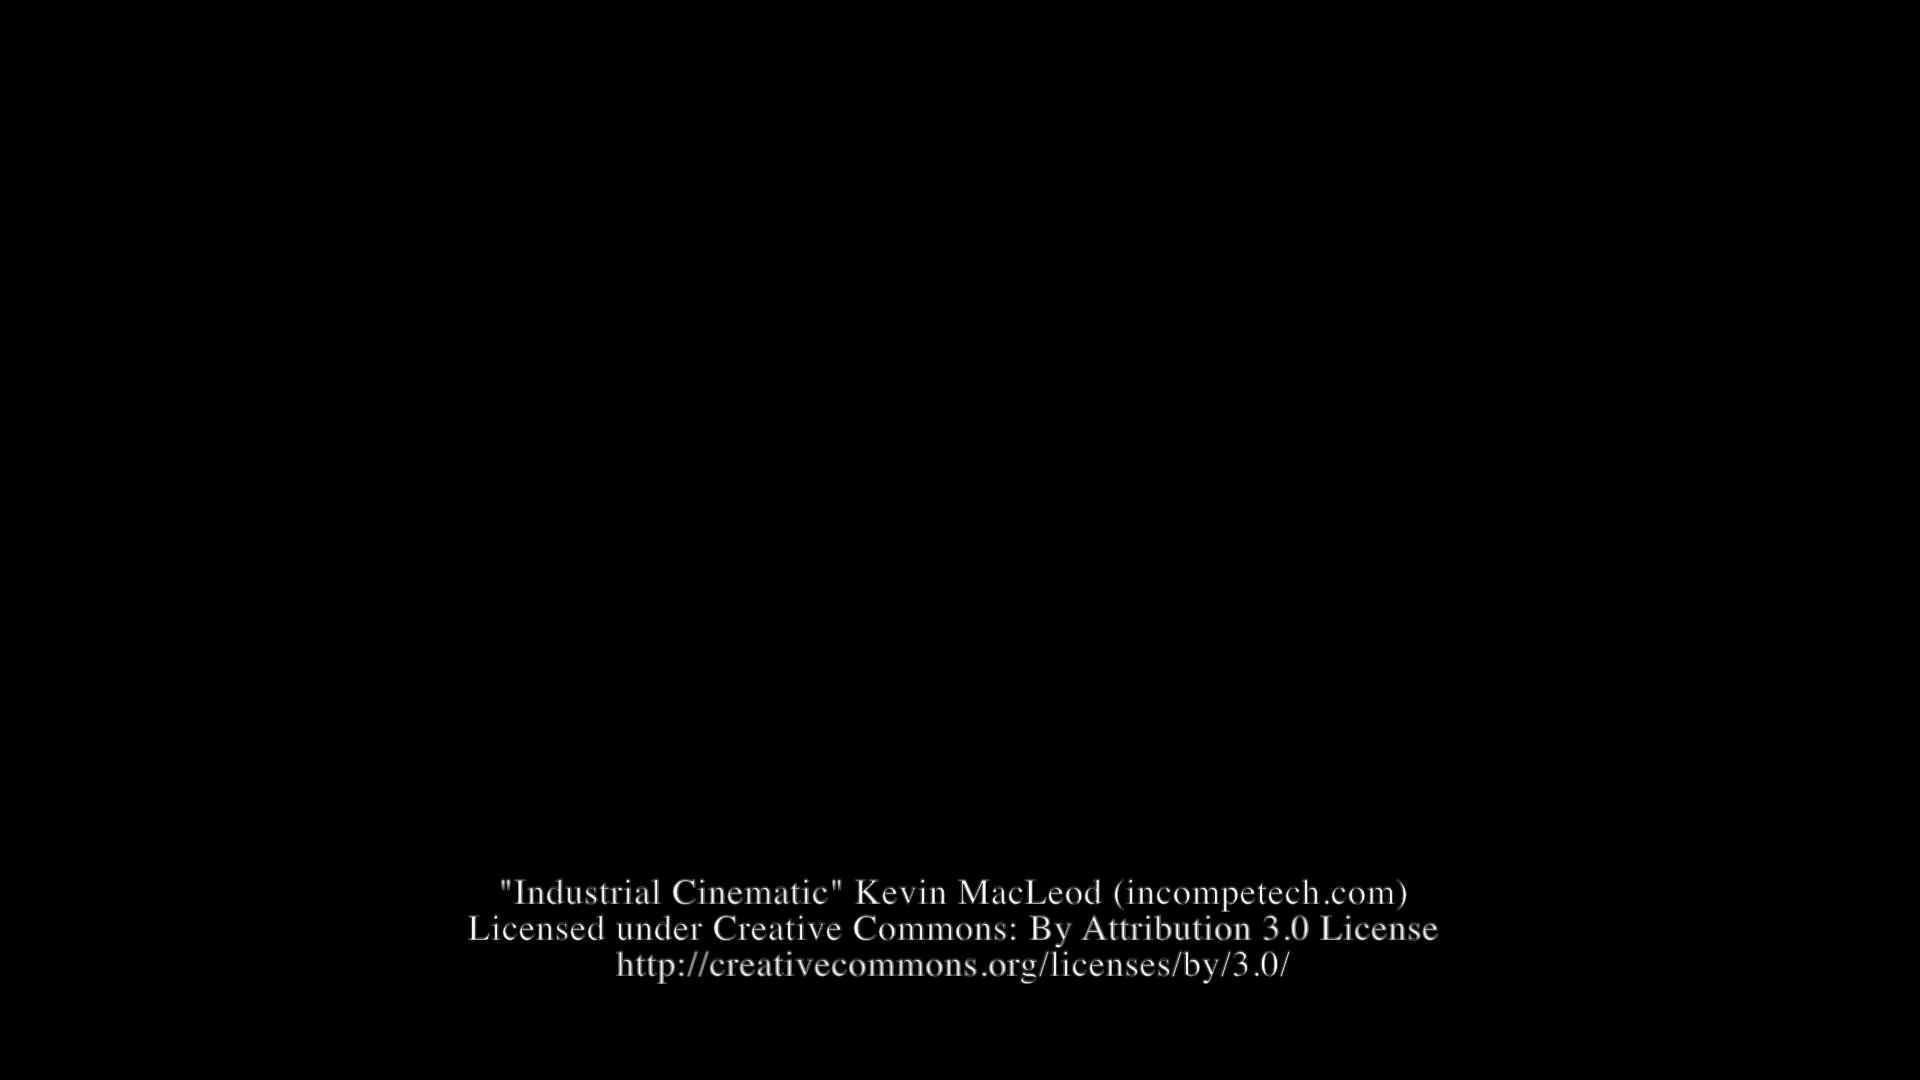 "Industrial Cinematic" Kevin MacLeod (incompetech.com)
Licensed under Creative Commons: By Attribution 3.0 License
http://creativecommons.org/licenses/by/3.0/